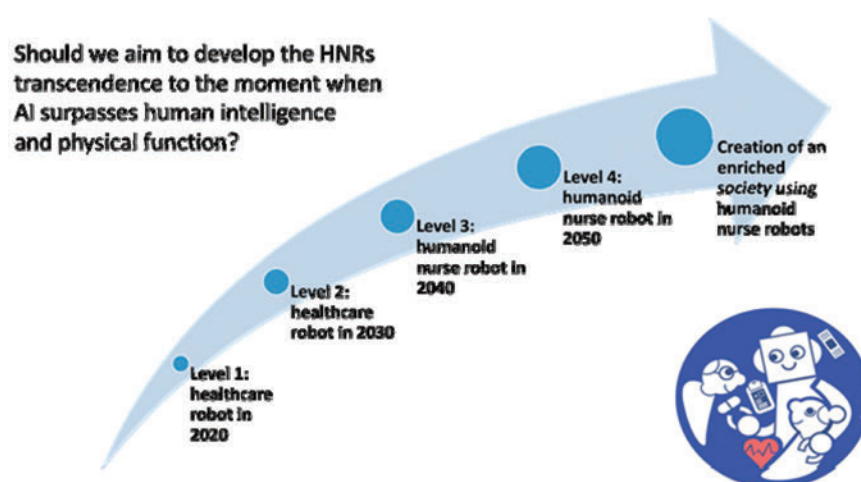 Should we aim to develop the HNRs
transcendence to the moment when
AI surpasses human intelligence
and physical function?
Level 1:
healthcare
robot in
2020
Level 2:
healthcare
robot in 2030
Level 3:
humanoid
nurse robot in
2040
Level 4:
humanoid
nurse robot in
2050
Creation of an
enriched
society using
humanoid
nurse robots